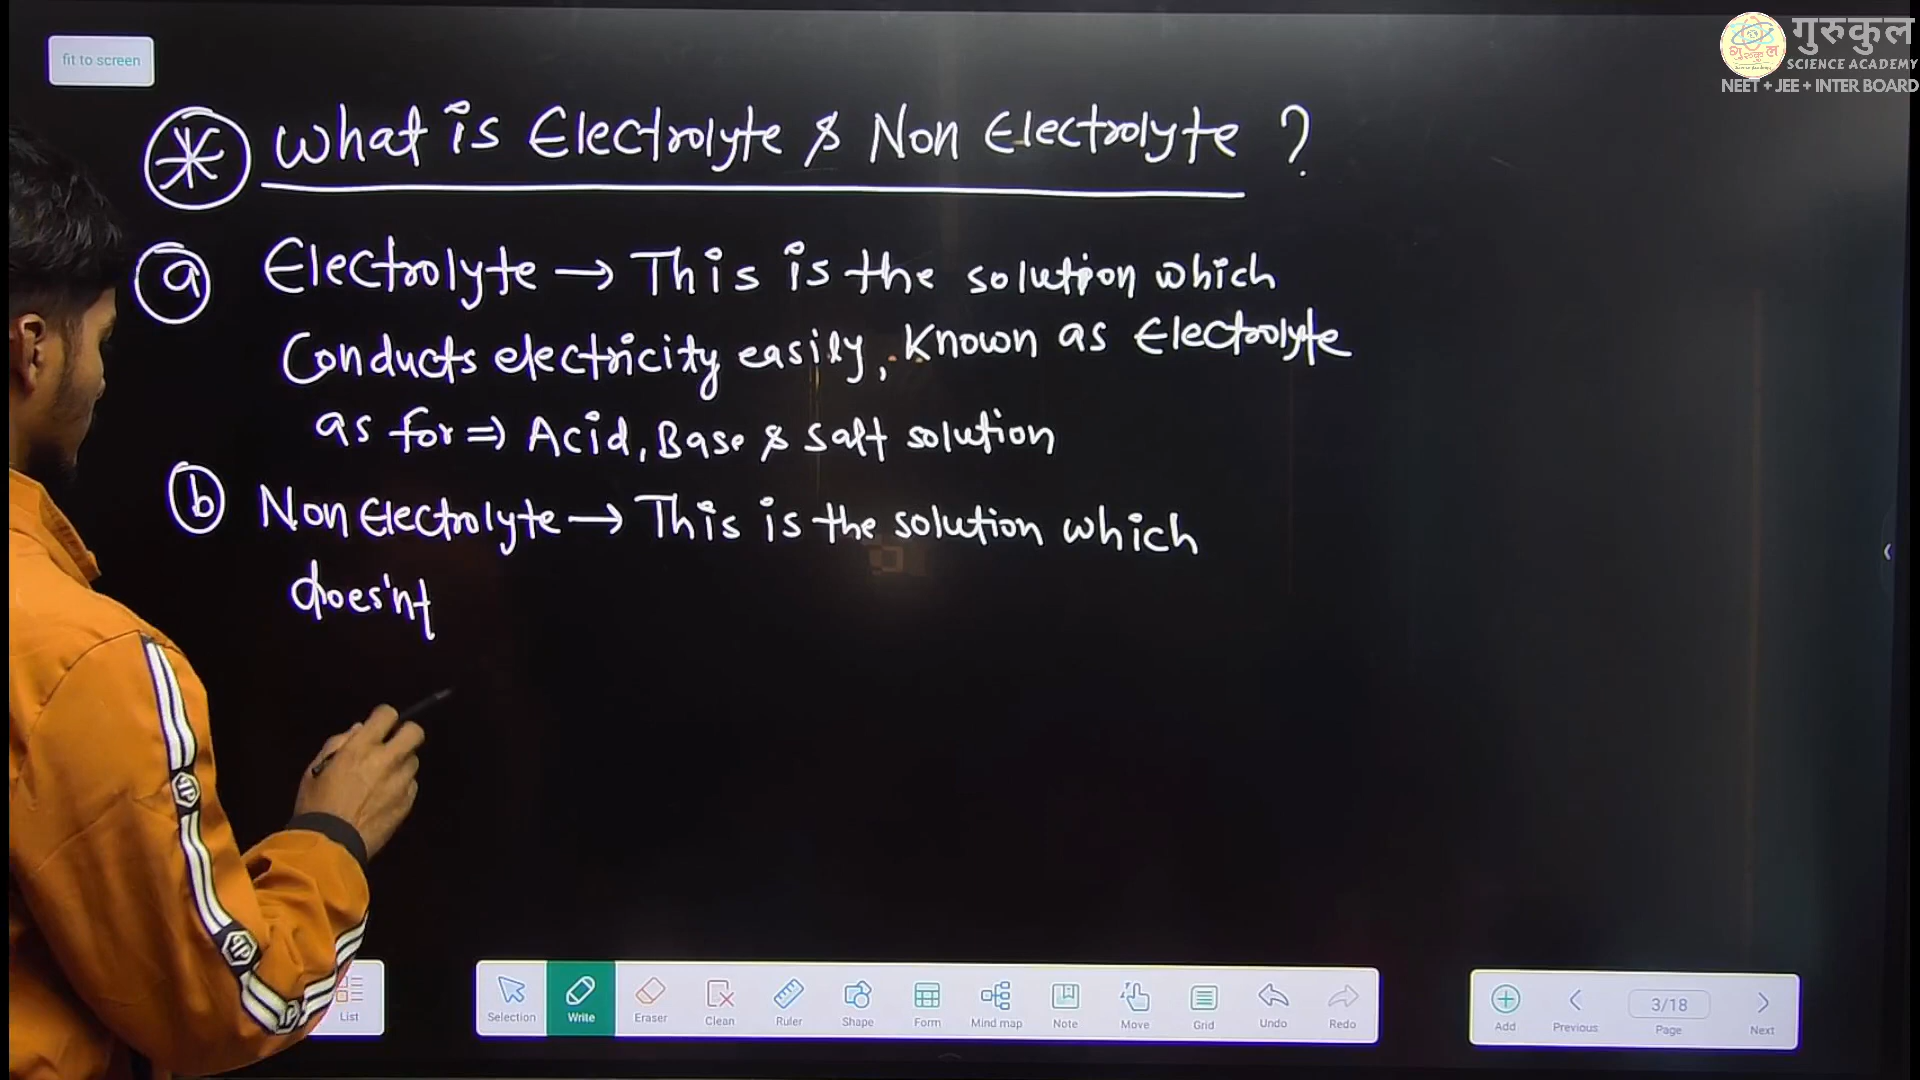 fit to screen
गुरुकुल
SCIENCE ACADEMY
NEET + JEE + INTER BOARD
What is Electrolyte & Non Electrolyte ?
a Electrolyte → This is the solution which
Conducts electricity easily, Known as Electrolyte
as for ⇒ Acid, Base & salt solution
b Non Electrolyte → This is the solution which
does'nt
List
Selection Write Eraser Clean Ruler Shape Form Mind map Note Move Grid Undo Redo
Add Previous 3/18 Page Next